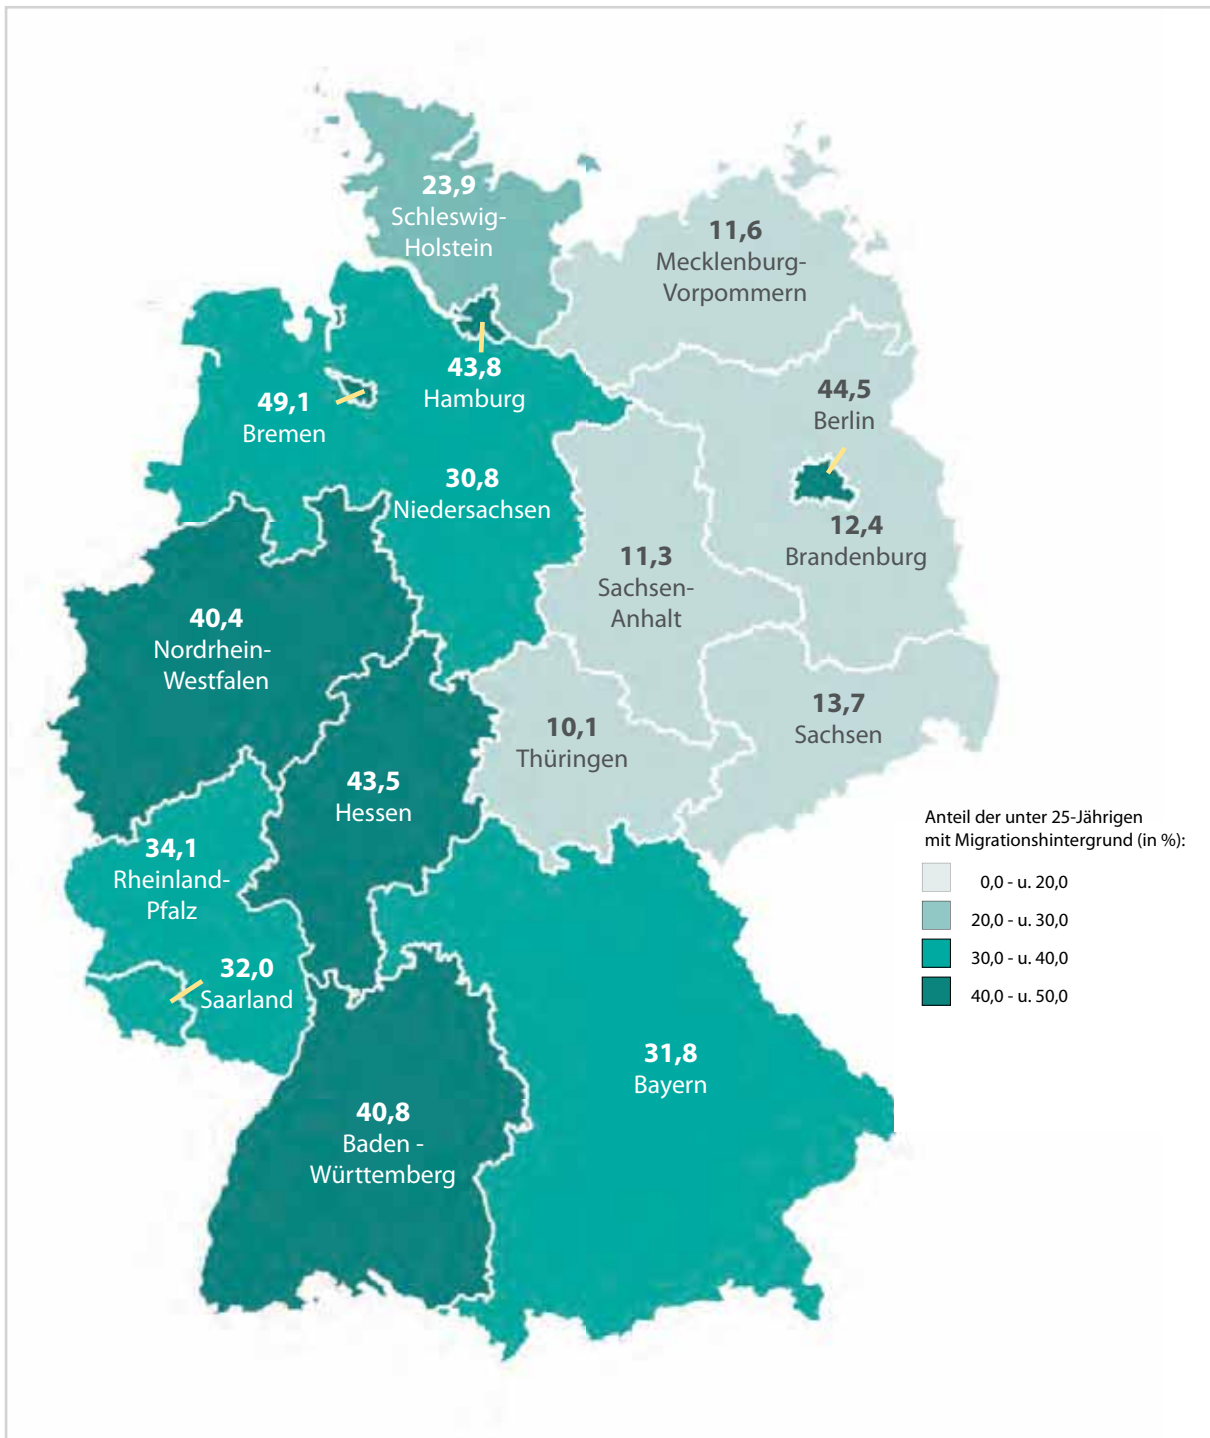 23,9
Schleswig-
Holstein
11,6
Mecklenburg-
Vorpommern
43,8
Hamburg
49,1
Bremen
44,5
Berlin
30,8
Niedersachsen
12,4
Brandenburg
11,3
Sachsen-
Anhalt
40,4
Nordrhein-
Westfalen
13,7
Sachsen
10,1
Thüringen
43,5
Hessen
34,1
Rheinland-
Pfalz
32,0
Saarland
31,8
Bayern
40,8
Baden -
Württemberg
Anteil der unter 25-Jährigen
mit Migrationshintergrund (in %):
0,0 - u. 20,0
20,0 - u. 30,0
30,0 - u. 40,0
40,0 - u. 50,0